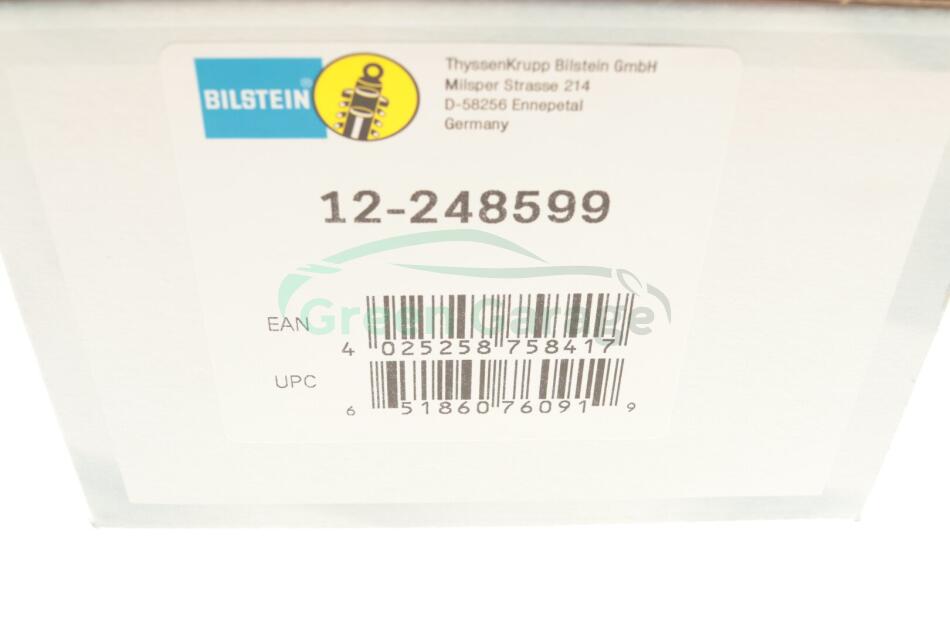 BILSTEIN®
ThyssenKrupp Bilstein GmbH
Milsper Strasse 214
D-58256 Ennepetal
Germany
12-248599
Green Garage
EAN
4 025258 758417
UPC
6 51860 76091 9